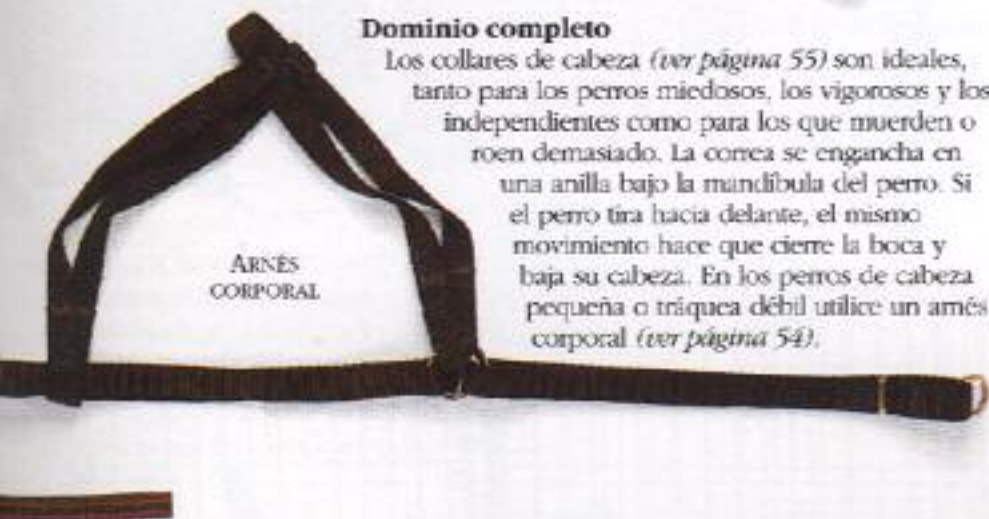 Dominio completo
Los collares de cabeza (ver página 55) son ideales,
tanto para los perros miedosos, los vigorosos y los
independientes como para los que muerden o
roen demasiado. La correa se engancha en
una anilla bajo la mandíbula del perro. Si
el perro tira hacia delante, el mismo
movimiento hace que cierre la boca y
baja su cabeza. En los perros de cabeza
pequeña o tráquea débil utilice un arnés
corporal (ver página 54).
ARNÉS
CORPORAL